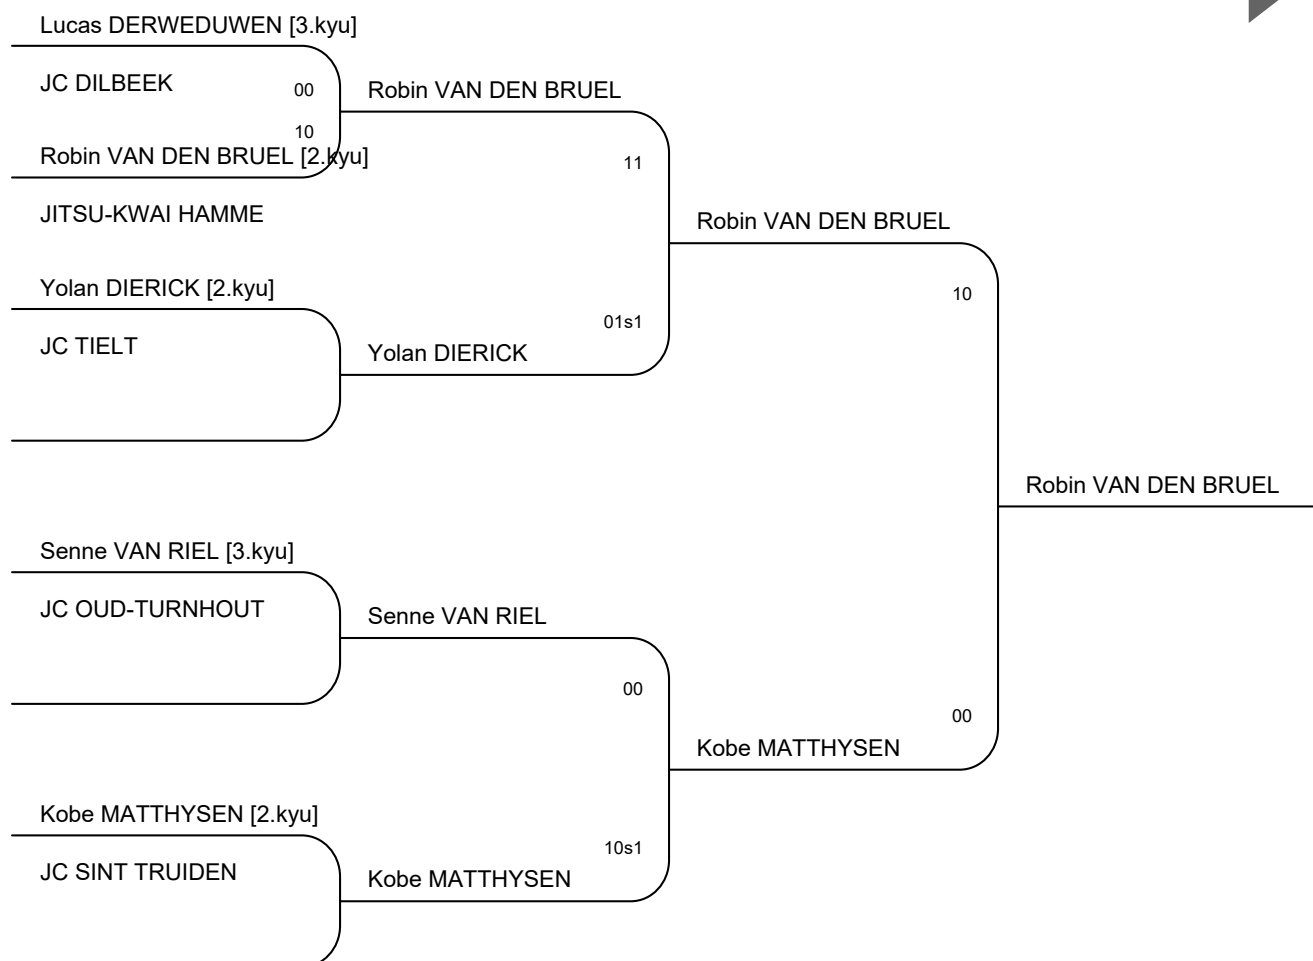 Lucas DERWEDUWEN [3.kyu]
JC DILBEEK
00
Robin VAN DEN BRUEL
10
Robin VAN DEN BRUEL [2.kyu]
11
JITSU-KWAI HAMME
Robin VAN DEN BRUEL
Yolan DIERICK [2.kyu]
10
01s1
JC TIELT
Yolan DIERICK
Robin VAN DEN BRUEL
Senne VAN RIEL [3.kyu]
JC OUD-TURNHOUT
Senne VAN RIEL
00
00
Kobe MATTHYSEN
Kobe MATTHYSEN [2.kyu]
10s1
JC SINT TRUIDEN
Kobe MATTHYSEN